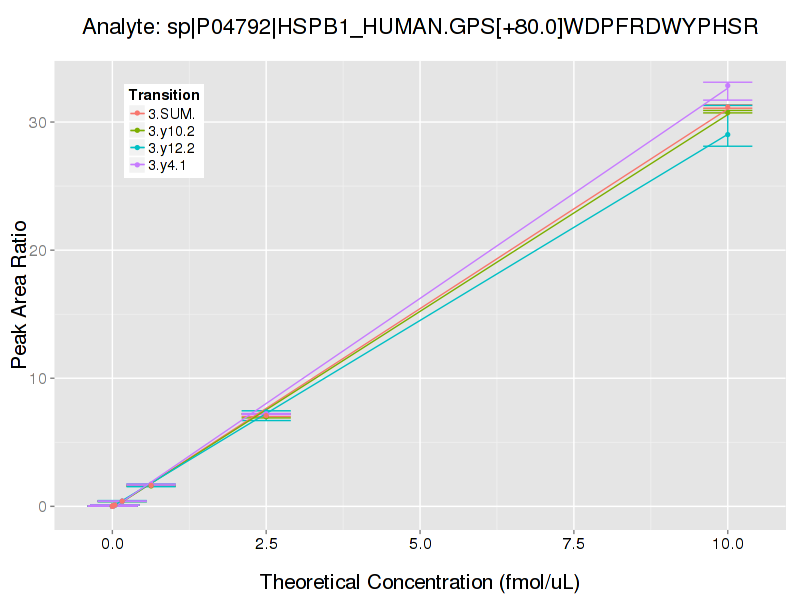 Analyte: sp|P04792|HSPB1_HUMAN.GPS[+80.0]WDPFRDWYPHSR
Transition
3.SUM.
3.y10.2
3.y12.2
3.y4.1
30
20
10
0
Peak Area Ratio
0.0 2.5 5.0 7.5 10.0
Theoretical Concentration (fmol/uL)